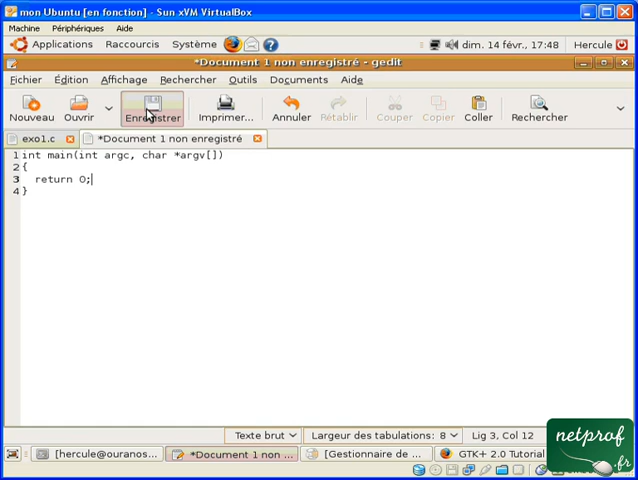 mon Ubuntu [en fonction] - Sun xVM VirtualBox
Machine Périphériques Aide
Applications Raccourcis Système ? dim. 14 févr., 17:48 Hercule
*Document 1 non enregistré - gedit
Fichier Édition Affichage Rechercher Outils Documents Aide
Nouveau Ouvrir Enregistrer Imprimer... Annuler Rétablir Couper Copier Coller Rechercher
exo1.c *Document 1 non enregistré
1 int main(int argc, char *argv[])
2 {
3 return 0;
4 }
Texte brut Largeur des tabulations: 8 Lig 3, Col 12
[hercule@ouranos... *Document 1 non ... [Gestionnaire de ... GTK+ 2.0 Tutorial
netprof
.fr